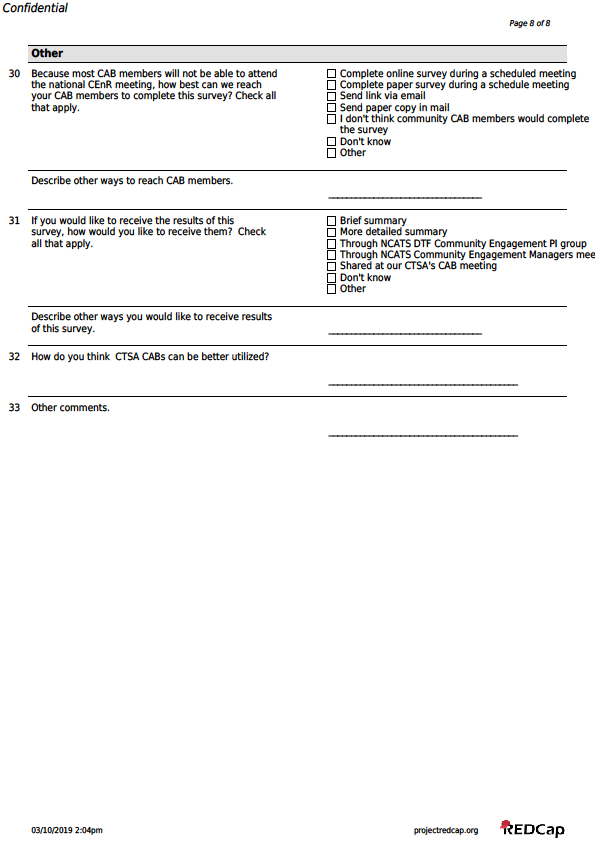 Confidential
Page 8 of 8
Other
30 Because most CAB members will not be able to attend
the national CEnR meeting, how best can we reach
your CAB members to complete this survey? Check all
that apply.
Complete online survey during a scheduled meeting
Complete paper survey during a schedule meeting
Send link via email
Send paper copy in mail
I don't think community CAB members would complete
the survey
Don't know
Other
Describe other ways to reach CAB members.
31 If you would like to receive the results of this
survey, how would you like to receive them? Check
all that apply.
Brief summary
More detailed summary
Through NCATS DTF Community Engagement PI group
Through NCATS Community Engagement Managers mee
Shared at our CTSA's CAB meeting
Don't know
Other
Describe other ways you would like to receive results
of this survey.
32 How do you think CTSA CABs can be better utilized?
33 Other comments.
03/10/2019 2:04pm
projectredcap.org
REDCap